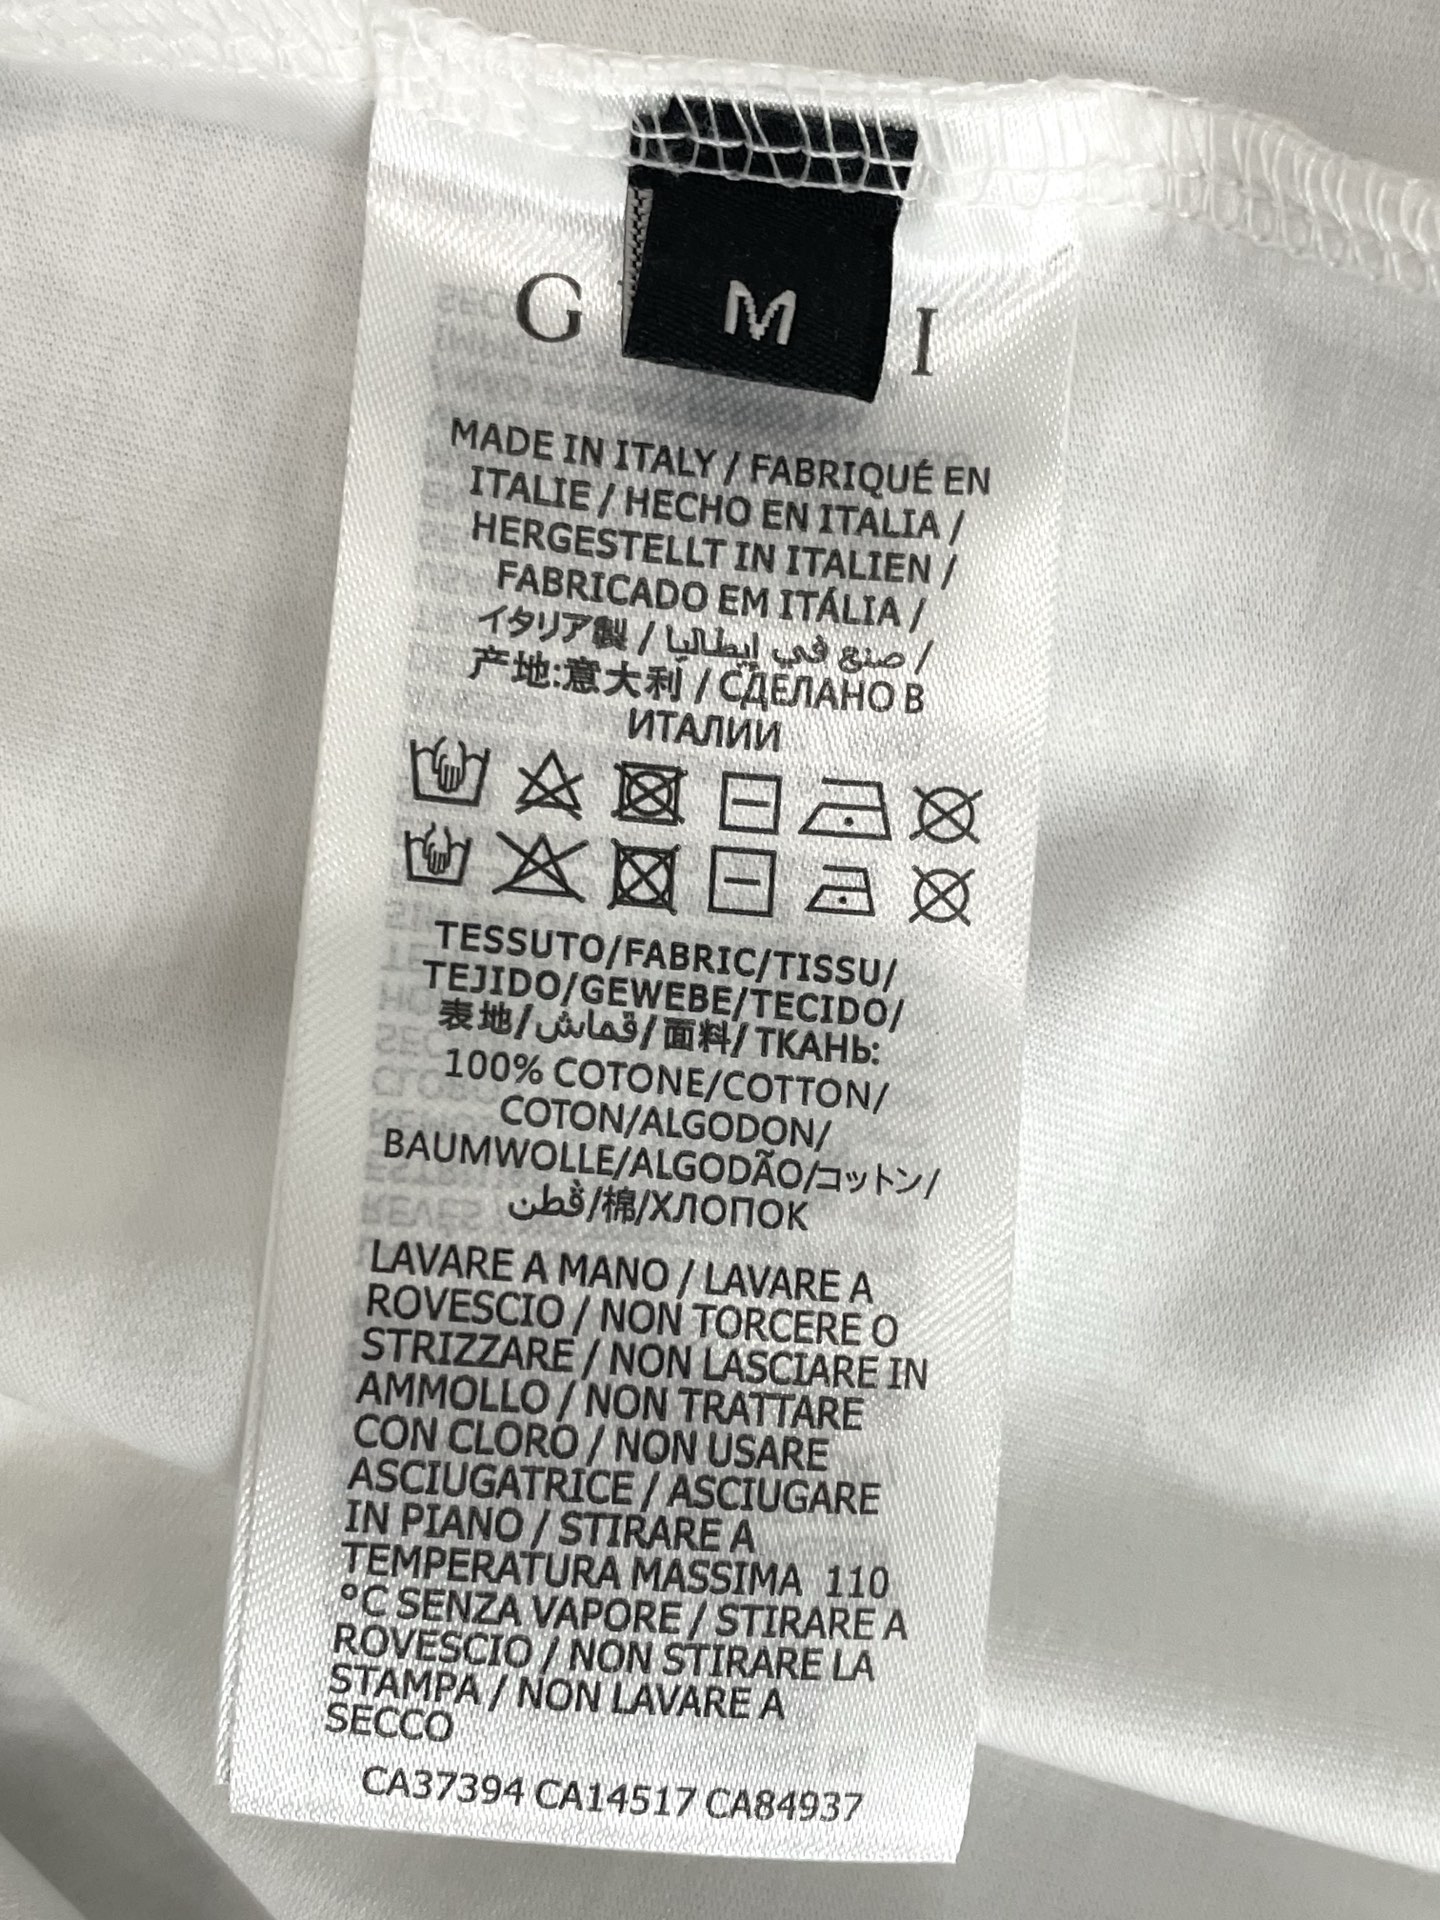 M
G I
MADE IN ITALY / FABRIQUÉ EN
ITALIE / HECHO EN ITALIA /
HERGESTELLT IN ITALIEN /
FABRICADO EM ITÁLIA /
イタリア製 / صنع في إيطاليا /
产地:意大利 / СДЕЛАНО В
ИТАЛИИ
TESSUTO/FABRIC/TISSU/
TEJIDO/GEWEBE/TECIDO/
表地/قماش/面料/ ТКАНЬ:
100% COTONE/COTTON/
COTON/ALGODON/
BAUMWOLLE/ALGODÃO/コットン/
قطن/棉/ХЛОПОК
LAVARE A MANO / LAVARE A
ROVESCIO / NON TORCERE O
STRIZZARE / NON LASCIARE IN
AMMOLLO / NON TRATTARE
CON CLORO / NON USARE
ASCIUGATRICE / ASCIUGARE
IN PIANO / STIRARE A
TEMPERATURA MASSIMA 110
°C SENZA VAPORE / STIRARE A
ROVESCIO / NON STIRARE LA
STAMPA / NON LAVARE A
SECCO
CA37394 CA14517 CA84937